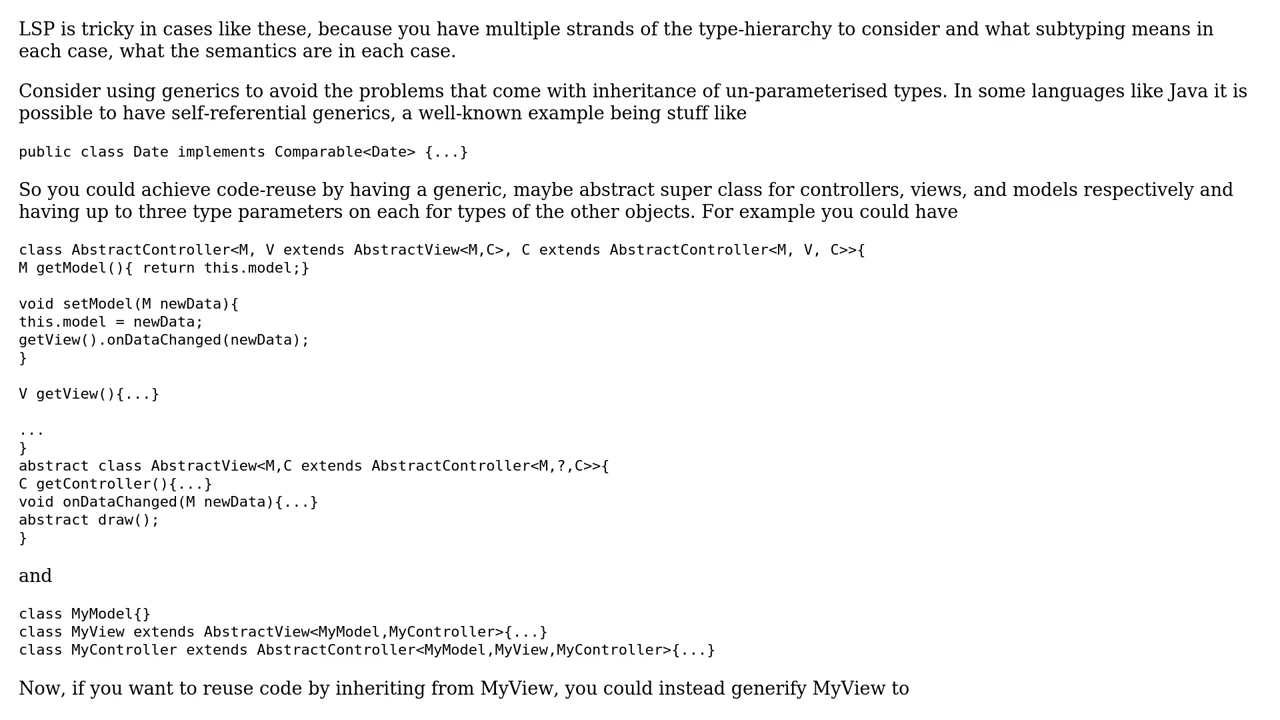 LSP is tricky in cases like these, because you have multiple strands of the type-hierarchy to consider and what subtyping means in
each case, what the semantics are in each case.
Consider using generics to avoid the problems that come with inheritance of un-parameterised types. In some languages like Java it is
possible to have self-referential generics, a well-known example being stuff like
public class Date implements Comparable<Date> {...}
So you could achieve code-reuse by having a generic, maybe abstract super class for controllers, views, and models respectively and
having up to three type parameters on each for types of the other objects. For example you could have
class AbstractController<M, V extends AbstractView<M,C>, C extends AbstractController<M, V, C>>{
M getModel(){ return this.model;}
void setModel(M newData){
this.model = newData;
getView().onDataChanged(newData);
}
V getView(){...}
...
}
abstract class AbstractView<M,C extends AbstractController<M,?,C>>{
C getController(){...}
void onDataChanged(M newData){...}
abstract draw();
}
and
class MyModel{}
class MyView extends AbstractView<MyModel,MyController>{...}
class MyController extends AbstractController<MyModel,MyView,MyController>{...}
Now, if you want to reuse code by inheriting from MyView, you could instead generify MyView to